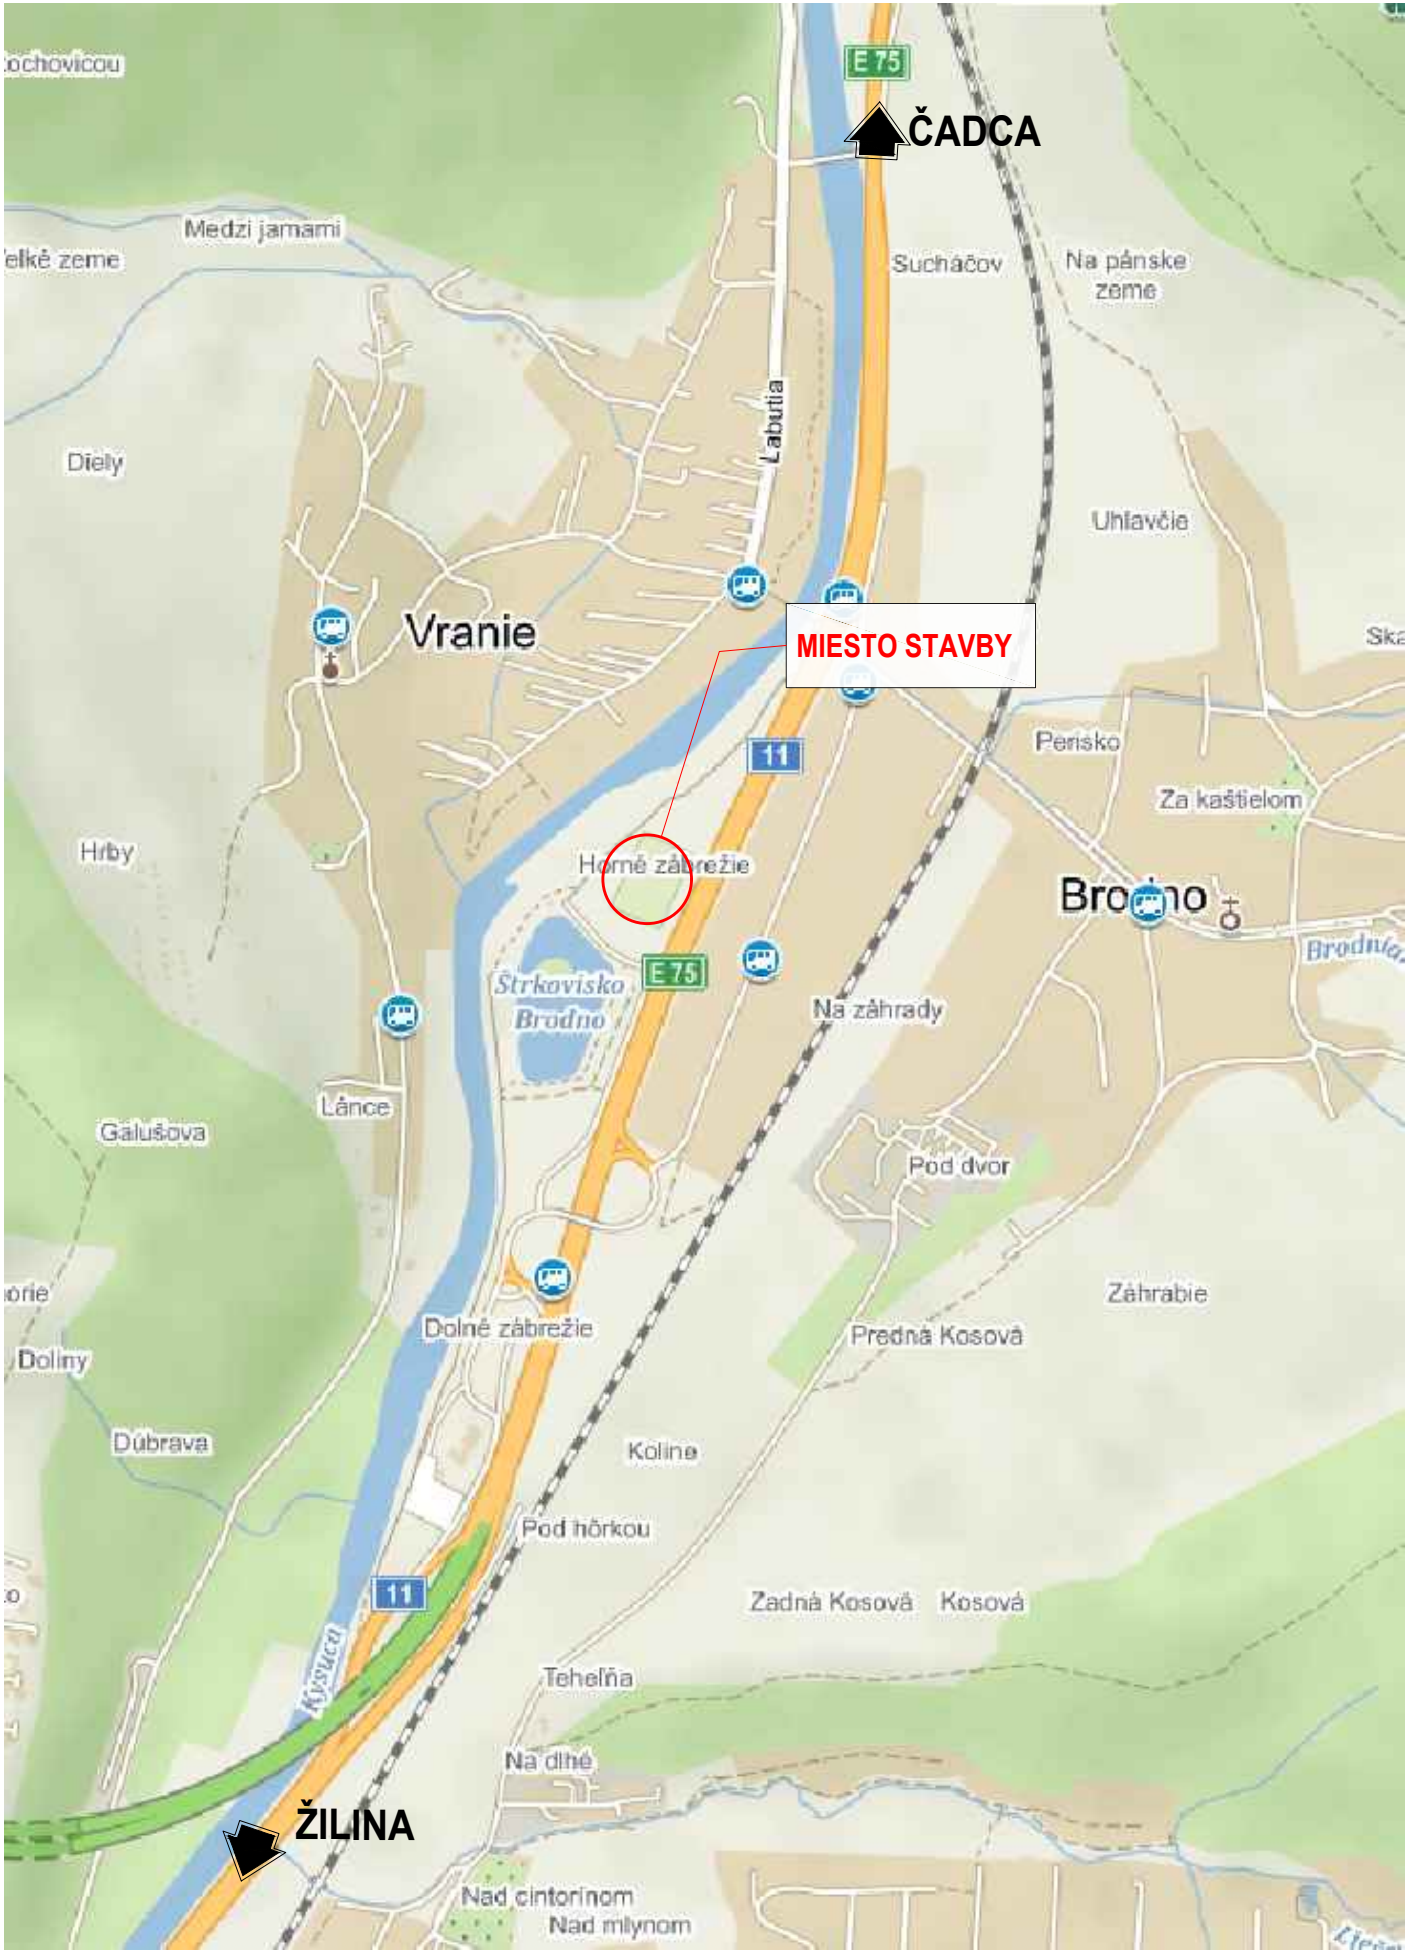 ochovicou
E 75
ČADCA
Medzi jamami
elké zeme
Sucháčov
Na pánske
zeme
Labutia
Diely
Uhlavčie
Vranie
MIESTO STAVBY
Ska
11
Perisko
Za kaštielom
Hŕby
Horné zábrežie
Brodno
E 75
Štrkovisko
Brodno
Na záhrady
Lánce
Galušova
Pod dvor
orie
Záhrabie
Dolné zábrežie
Predná Kosová
Doliny
Dúbrava
Koline
Pod hôrkou
11
Zadná Kosová
Kosová
Kysuca
Tehelňa
Na dlhé
ŽILINA
Nad cintorínom
Nad mlynom